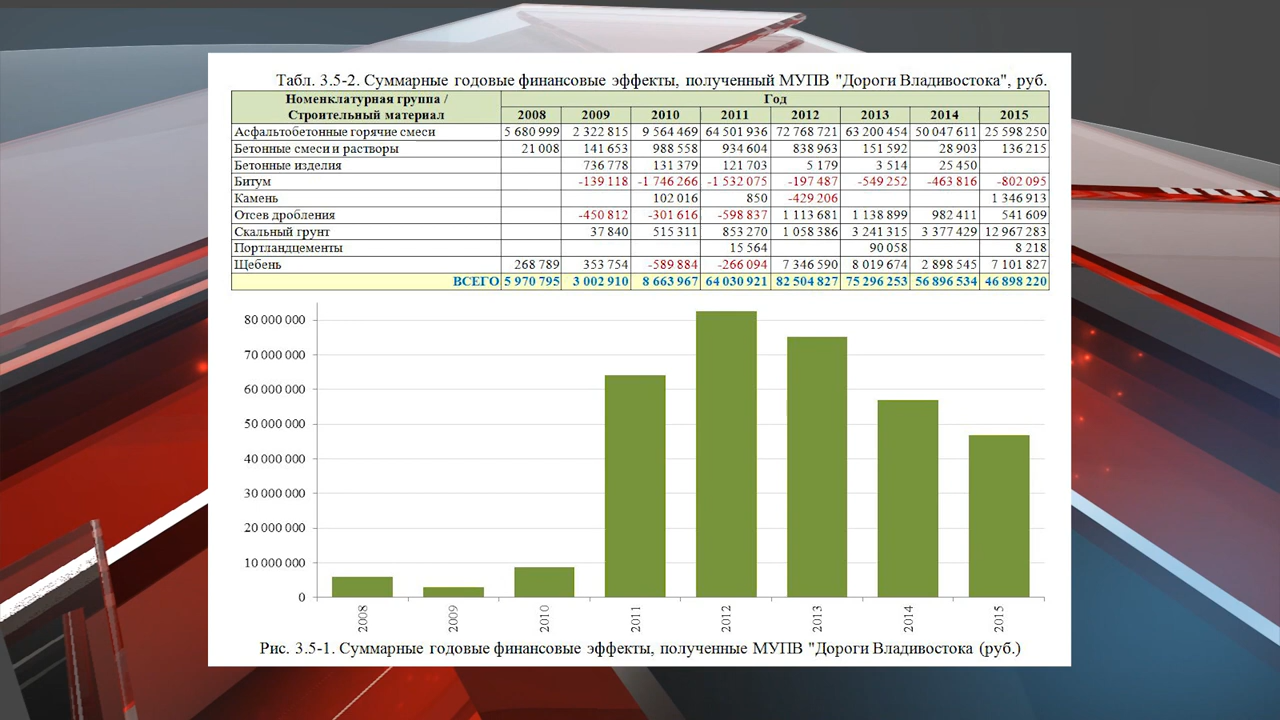 Табл. 3.5-2. Суммарные годовые финансовые эффекты, полученный МУПВ "Дороги Владивостока", руб.
Номенклатурная группа / Строительный материал Год
2008 2009 2010 2011 2012 2013 2014 2015
Асфальтобетонные горячие смеси 5 680 999 2 322 815 9 564 469 64 501 936 72 768 721 63 200 454 50 047 611 25 598 250
Бетонные смеси и растворы 21 008 141 653 988 558 934 604 838 963 151 592 28 903 136 215
Бетонные изделия 736 778 131 379 121 703 5 179 3 514 25 450
Битум -139 118 -1 746 266 -1 532 075 -197 487 -549 252 -463 816 -802 095
Камень 102 016 850 -429 206 1 346 913
Отсев дробления -450 812 -301 616 -598 837 1 113 681 1 138 899 982 411 541 609
Скальный грунт 37 840 515 311 853 270 1 058 386 3 241 315 3 377 429 12 967 283
Портландцементы 15 564 90 058 8 218
Щебень 268 789 353 754 -589 884 -266 094 7 346 590 8 019 674 2 898 545 7 101 827
ВСЕГО 5 970 795 3 002 910 8 663 967 64 030 921 82 504 827 75 296 253 56 896 534 46 898 220
80 000 000
70 000 000
60 000 000
50 000 000
40 000 000
30 000 000
20 000 000
10 000 000
0
2008 2009 2010 2011 2012 2013 2014 2015
Рис. 3.5-1. Суммарные годовые финансовые эффекты, полученные МУПВ "Дороги Владивостока (руб.)